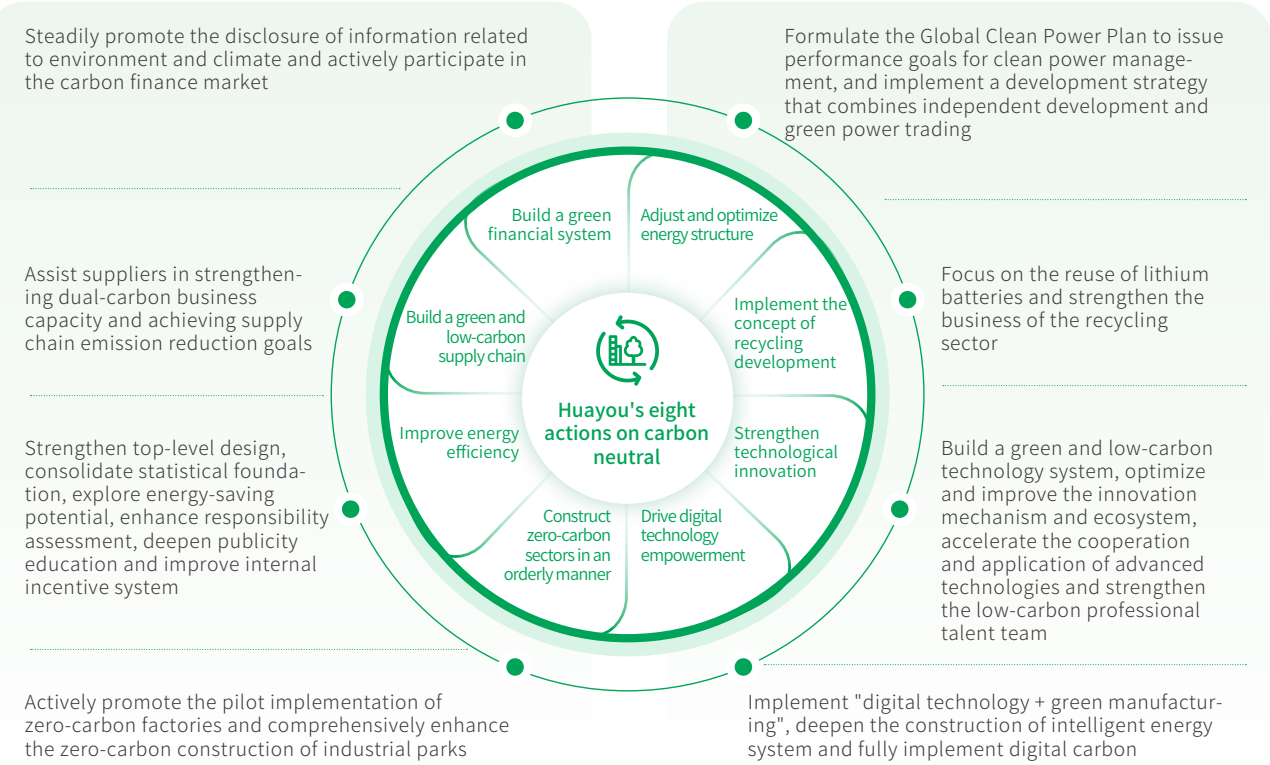 Steadily promote the disclosure of information related
to environment and climate and actively participate in
the carbon finance market
Formulate the Global Clean Power Plan to issue
performance goals for clean power manage-
ment, and implement a development strategy
that combines independent development and
green power trading
Build a green
financial system
Adjust and optimize
energy structure
Assist suppliers in strengthen-
ing dual-carbon business
capacity and achieving supply
chain emission reduction goals
Build a green and
low-carbon
supply chain
Implement the
concept of
recycling
development
Focus on the reuse of lithium
batteries and strengthen the
business of the recycling
sector
Huayou's eight
actions on carbon
neutral
Strengthen top-level design,
consolidate statistical founda-
tion, explore energy-saving
potential, enhance responsibility
assessment, deepen publicity
education and improve internal
incentive system
Improve energy
efficiency
Strengthen
technological
innovation
Build a green and low-carbon
technology system, optimize
and improve the innovation
mechanism and ecosystem,
accelerate the cooperation
and application of advanced
technologies and strengthen
the low-carbon professional
talent team
Construct
zero-carbon
sectors in an
orderly manner
Drive digital
technology
empowerment
Actively promote the pilot implementation of
zero-carbon factories and comprehensively enhance
the zero-carbon construction of industrial parks
Implement "digital technology + green manufactur-
ing", deepen the construction of intelligent energy
system and fully implement digital carbon